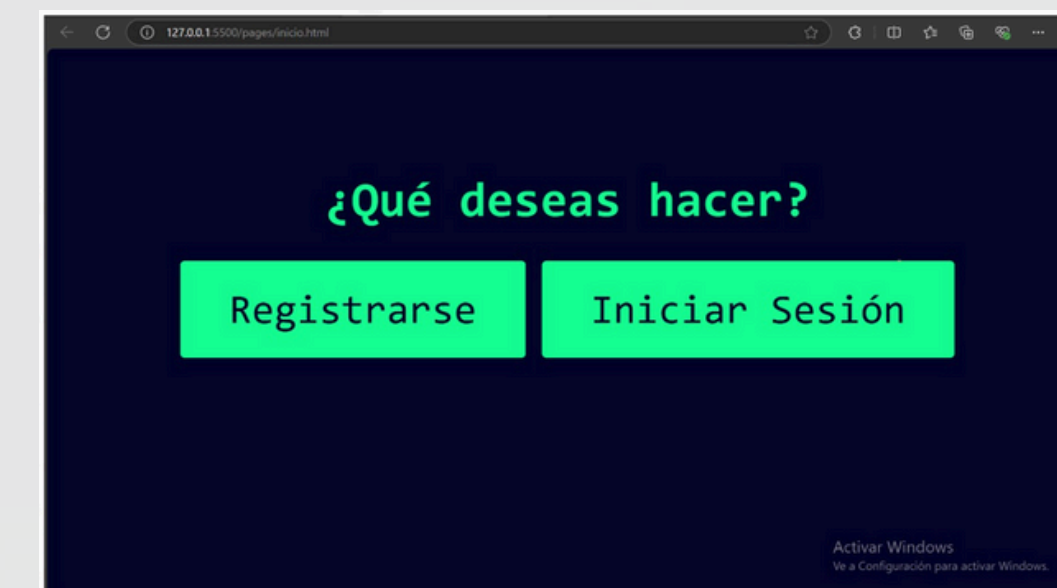 127.0.0.1:5500/pages/inicio.html
¿Qué deseas hacer?
Registrarse
Iniciar Sesión
Activar Windows
Ve a Configuración para activar Windows.